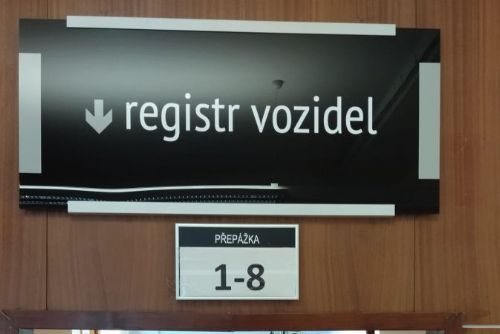 registr vozidel
PŘEPÁŽKA
1-8